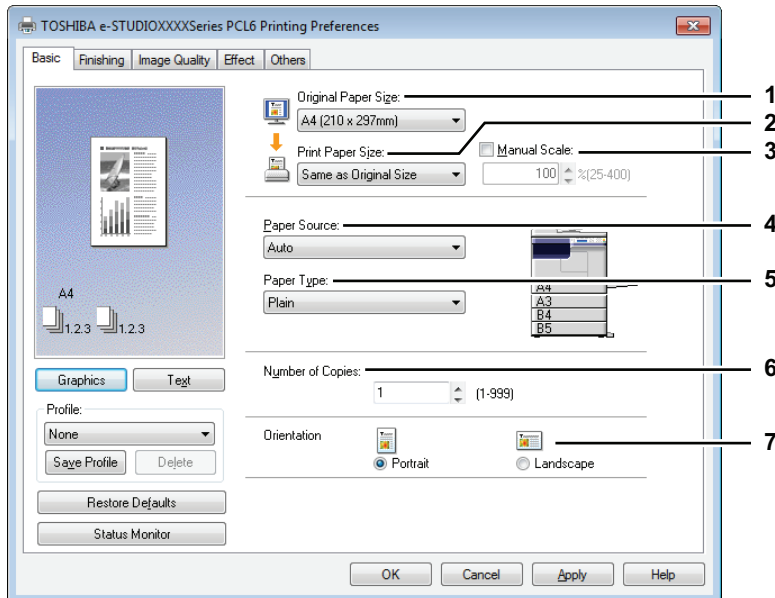 TOSHIBA e-STUDIOXXXXSeries PCL6 Printing Preferences
Basic Finishing Image Quality Effect Others
Original Paper Size: 1
A4 (210 x 297mm)
2
Print Paper Size: Manual Scale: 3
Same as Original Size 100 %(25-400)
Paper Source: 4
Auto
Paper Type: 5
Plain
A4
A3
B4
B5
A4
1.2.3 1.2.3
Graphics Text
Number of Copies: 6
1 (1-999)
Profile:
None
Save Profile Delete
Orientation 7
Portrait Landscape
Restore Defaults
Status Monitor
OK Cancel Apply Help